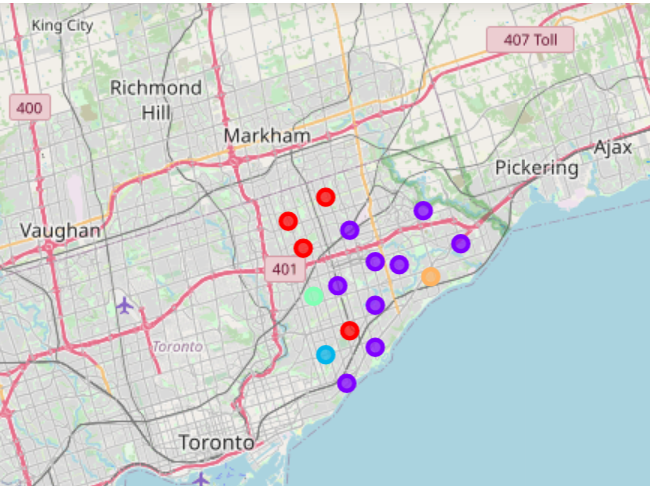 King City
407 Toll
Richmond
Hill
400
Markham
Ajax
Pickering
Vaughan
401
Toronto
Toronto